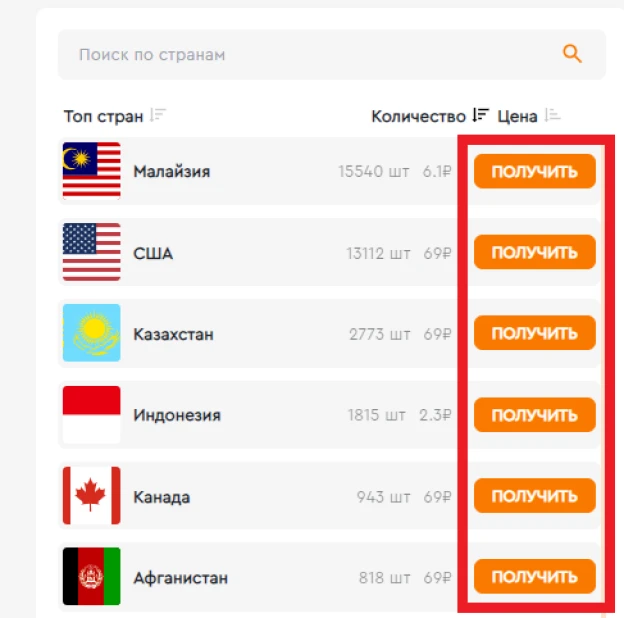 Поиск по странам
Топ стран Количество Цена
Малайзия 15540 шт 6.1₽ ПОЛУЧИТЬ
США 13112 шт 69₽ ПОЛУЧИТЬ
Казахстан 2773 шт 69₽ ПОЛУЧИТЬ
Индонезия 1815 шт 2.3₽ ПОЛУЧИТЬ
Канада 943 шт 69₽ ПОЛУЧИТЬ
Афганистан 818 шт 69₽ ПОЛУЧИТЬ